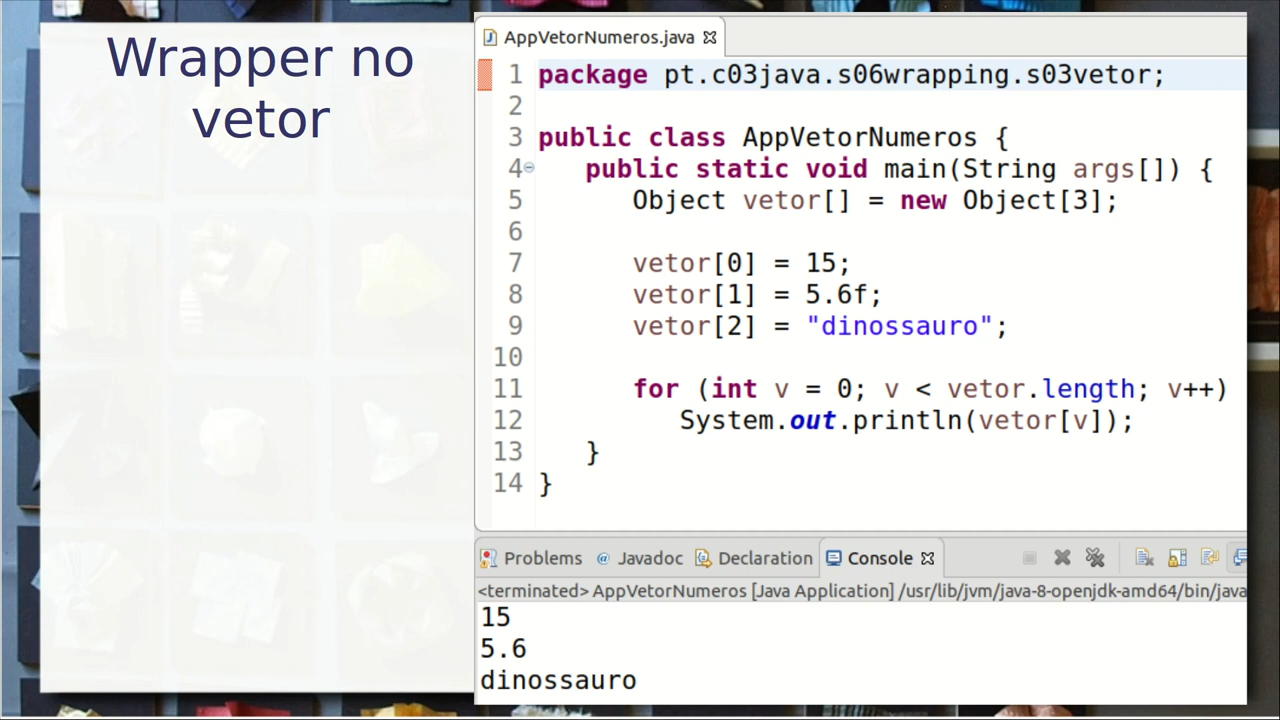 Wrapper no
vetor
AppVetorNumeros.java
1 package pt.c03java.s06wrapping.s03vetor;
2
3 public class AppVetorNumeros {
4 public static void main(String args[]) {
5 Object vetor[] = new Object[3];
6
7 vetor[0] = 15;
8 vetor[1] = 5.6f;
9 vetor[2] = "dinossauro";
10
11 for (int v = 0; v < vetor.length; v++)
12 System.out.println(vetor[v]);
13 }
14 }
Problems @ Javadoc Declaration Console
<terminated> AppVetorNumeros [Java Application] /usr/lib/jvm/java-8-openjdk-amd64/bin/java
15
5.6
dinossauro